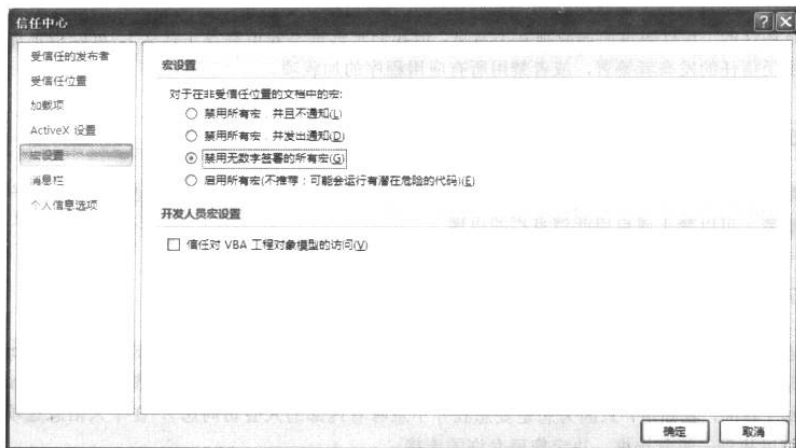 信任中心
受信任的发布者
受信任位置
加载项
ActiveX 设置
宏设置
消息栏
个人信息选项
宏设置
对于在非受信任位置的文档中的宏:
禁用所有宏，并且不通知(L)
禁用所有宏，并发出通知(D)
禁用无数字签署的所有宏(G)
启用所有宏(不推荐；可能会运行有潜在危险的代码)(E)
开发人员宏设置
信任对 VBA 工程对象模型的访问(V)
确定
取消